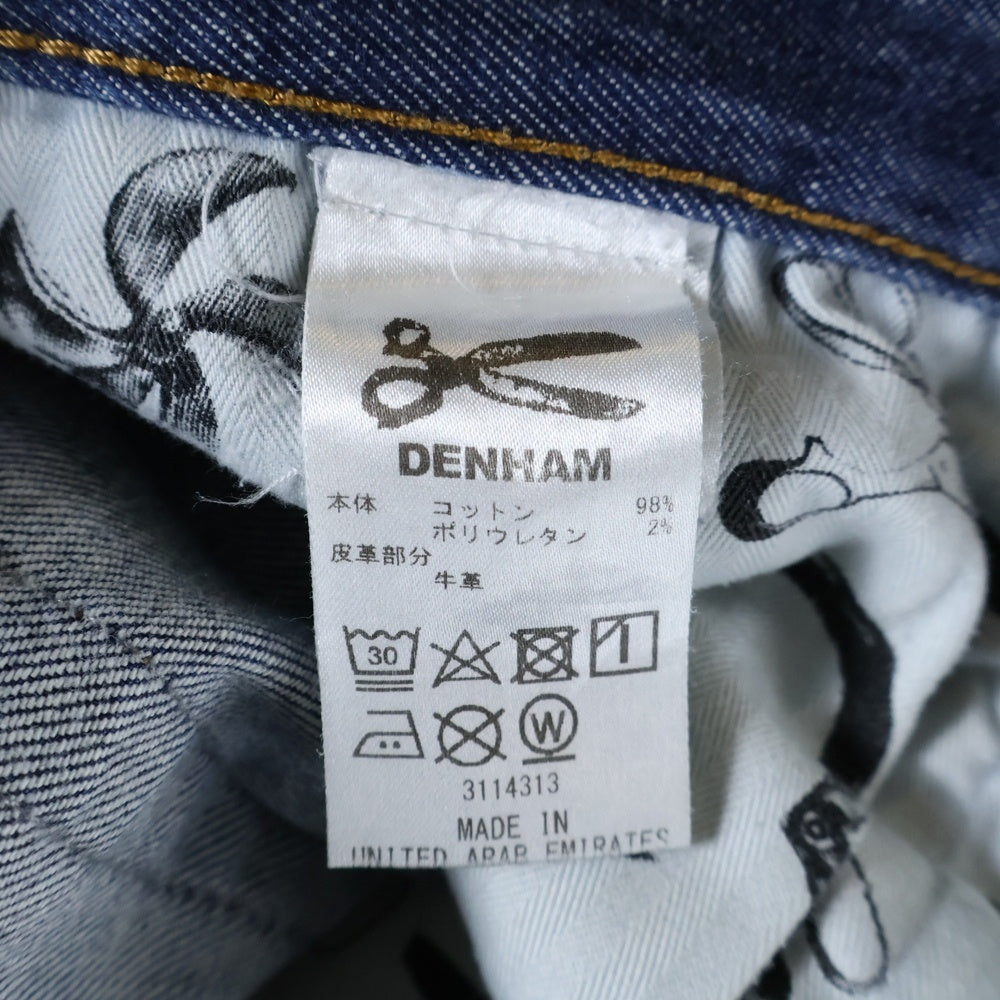 DENHAM
本体 コットン 98%
ポリウレタン 2%
皮革部分
牛革
30
W
3114313
MADE IN
UNITED ARAB EMIRATES